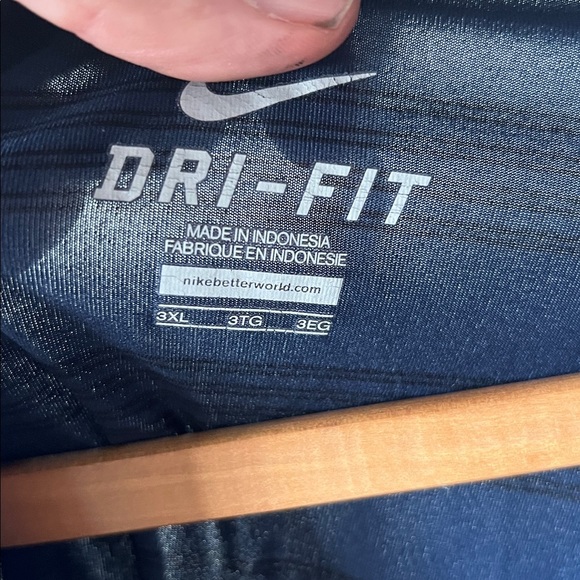 DRI-FIT
MADE IN INDONESIA
FABRIQUE EN INDONESIE
nikebetterworld.com
3XL 3TG 3EG